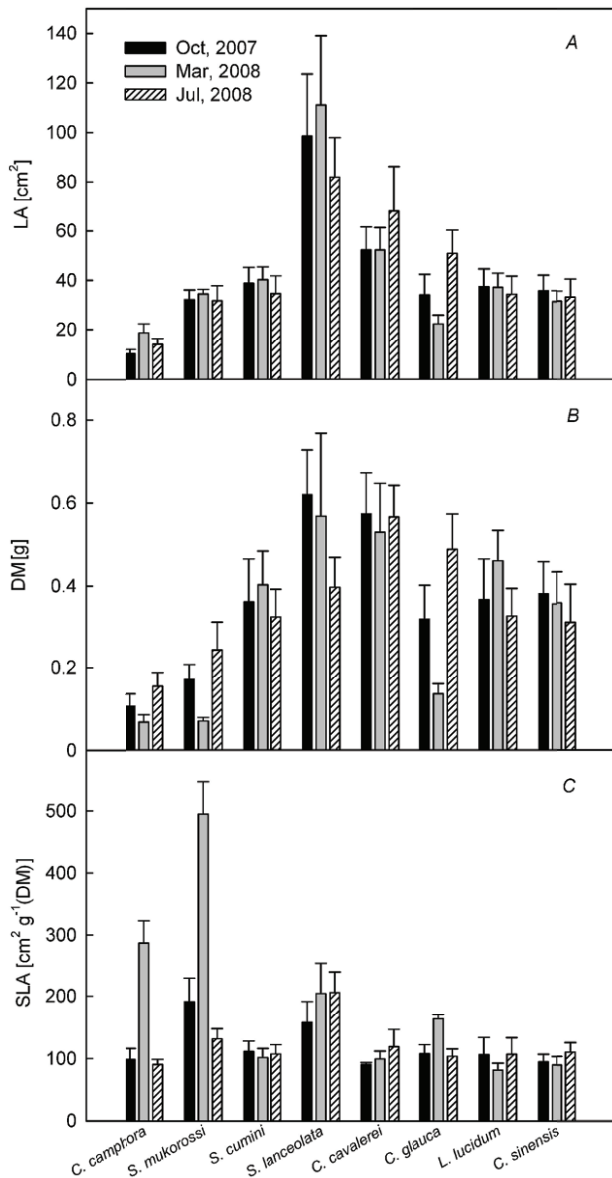 A
Oct, 2007
Mar, 2008
Jul, 2008
LA [cm²]
140
120
100
80
60
40
20
0
B
DM [g]
0.8
0.6
0.4
0.2
0
C
SLA [cm² g⁻¹(DM)]
500
400
300
200
100
0
C. camphora
S. mukorossi
S. cumini
S. lanceolata
C. cavalerei
C. glauca
L. lucidum
C. sinensis